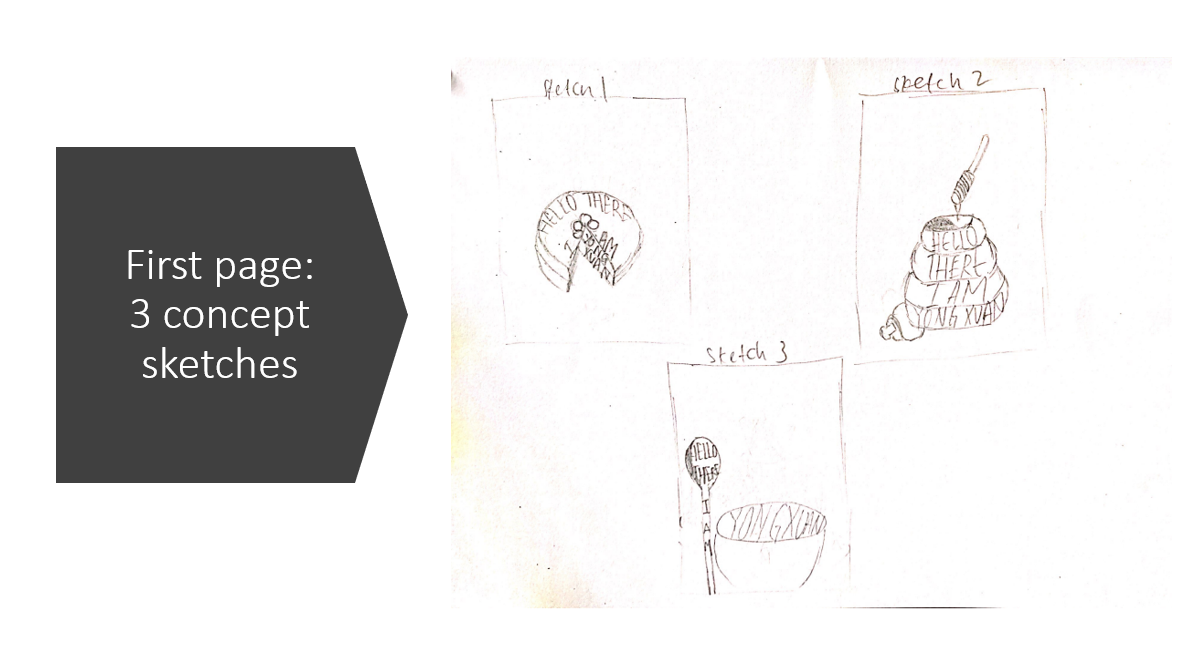 First page:
3 concept
sketches
sketch 1
HELLO THERE
I AM
YONG
XUAN
sketch 2
HELLO
THERE
I AM
YONG XUAN
sketch 3
HELLO
THERE
I
AM
YONGXUAN